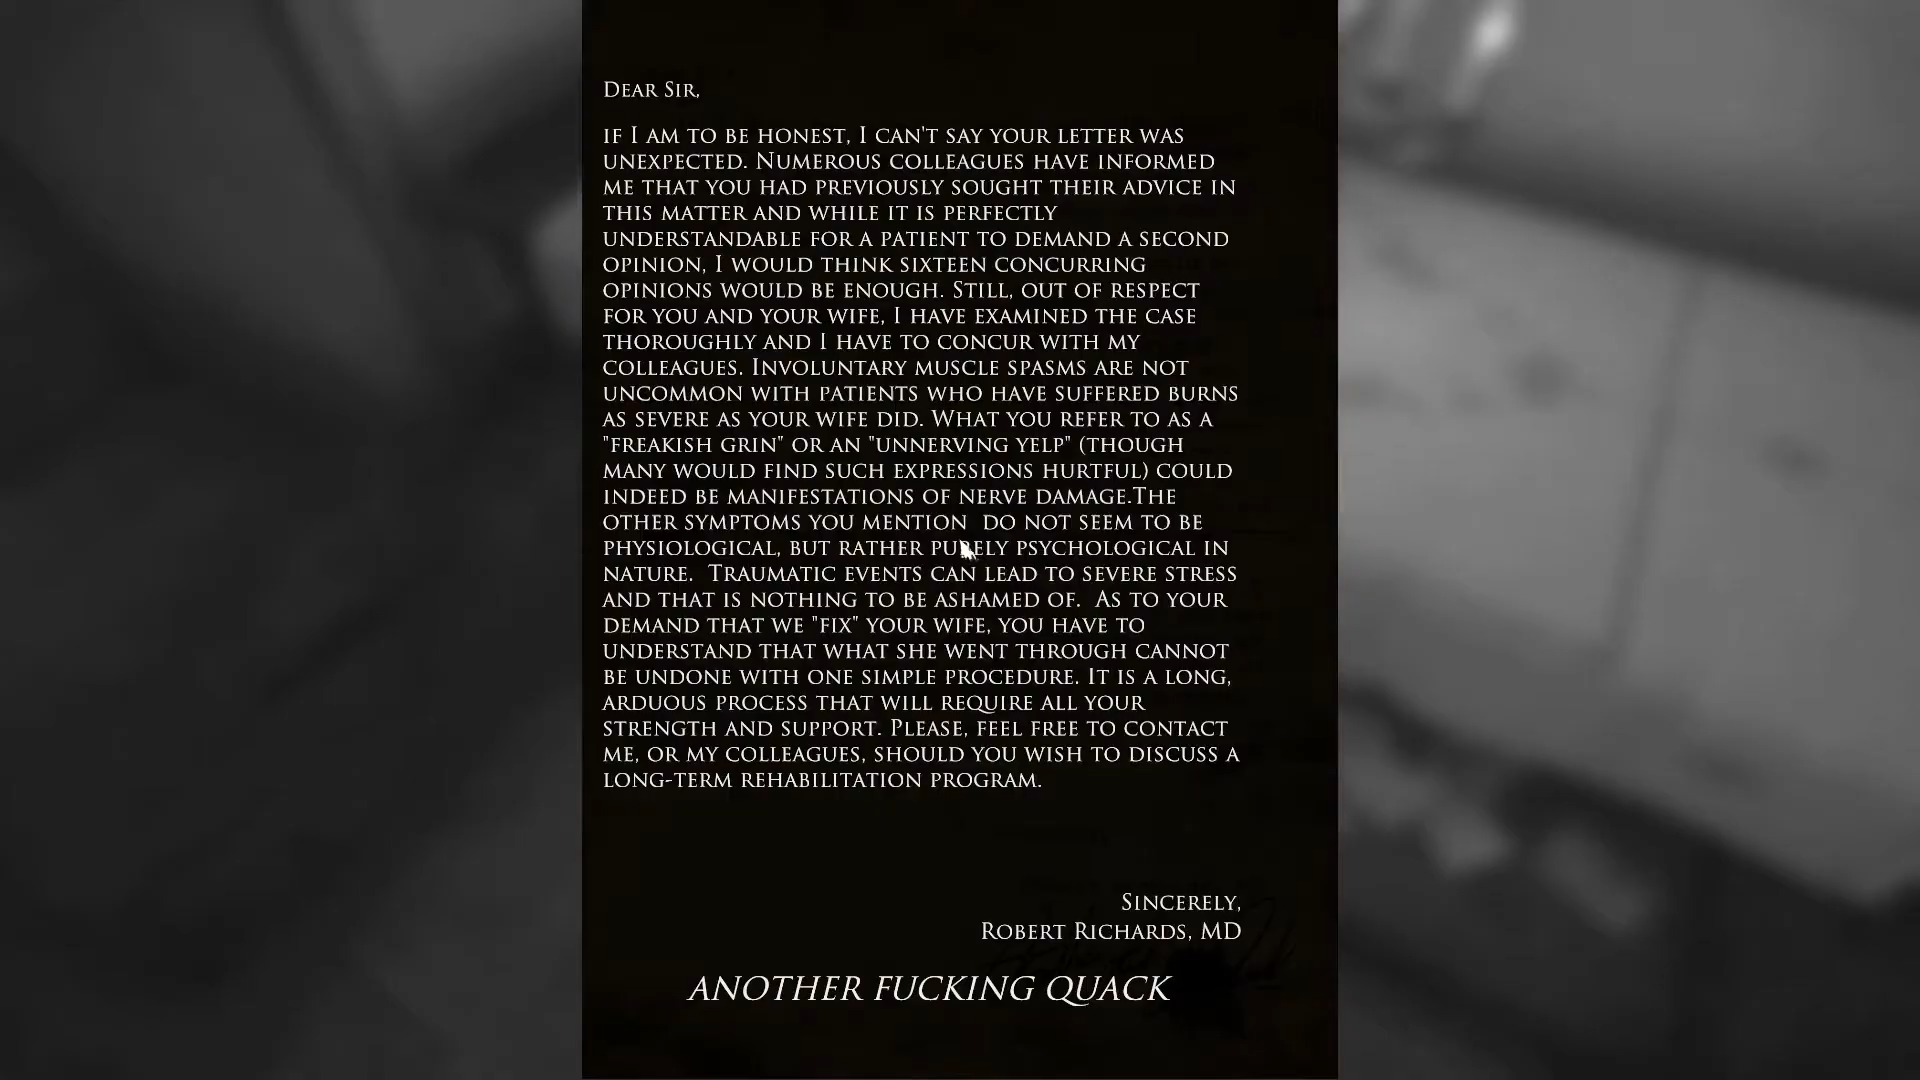 Dear Sir,
if I am to be honest, I can't say your letter was
unexpected. Numerous colleagues have informed
me that you had previously sought their advice in
this matter and while it is perfectly
understandable for a patient to demand a second
opinion, I would think sixteen concurring
opinions would be enough. Still, out of respect
for you and your wife, I have examined the case
thoroughly and I have to concur with my
colleagues. Involuntary muscle spasms are not
uncommon with patients who have suffered burns
as severe as your wife did. What you refer to as a
"freakish grin" or an "unnerving yelp" (though
many would find such expressions hurtful) could
indeed be manifestations of nerve damage.The
other symptoms you mention  do not seem to be
physiological, but rather purely psychological in
nature.  Traumatic events can lead to severe stress
and that is nothing to be ashamed of.  As to your
demand that we "fix" your wife, you have to
understand that what she went through cannot
be undone with one simple procedure. It is a long,
arduous process that will require all your
strength and support. Please, feel free to contact
me, or my colleagues, should you wish to discuss a
long-term rehabilitation program.
Sincerely,
Robert Richards, MD
ANOTHER FUCKING QUACK